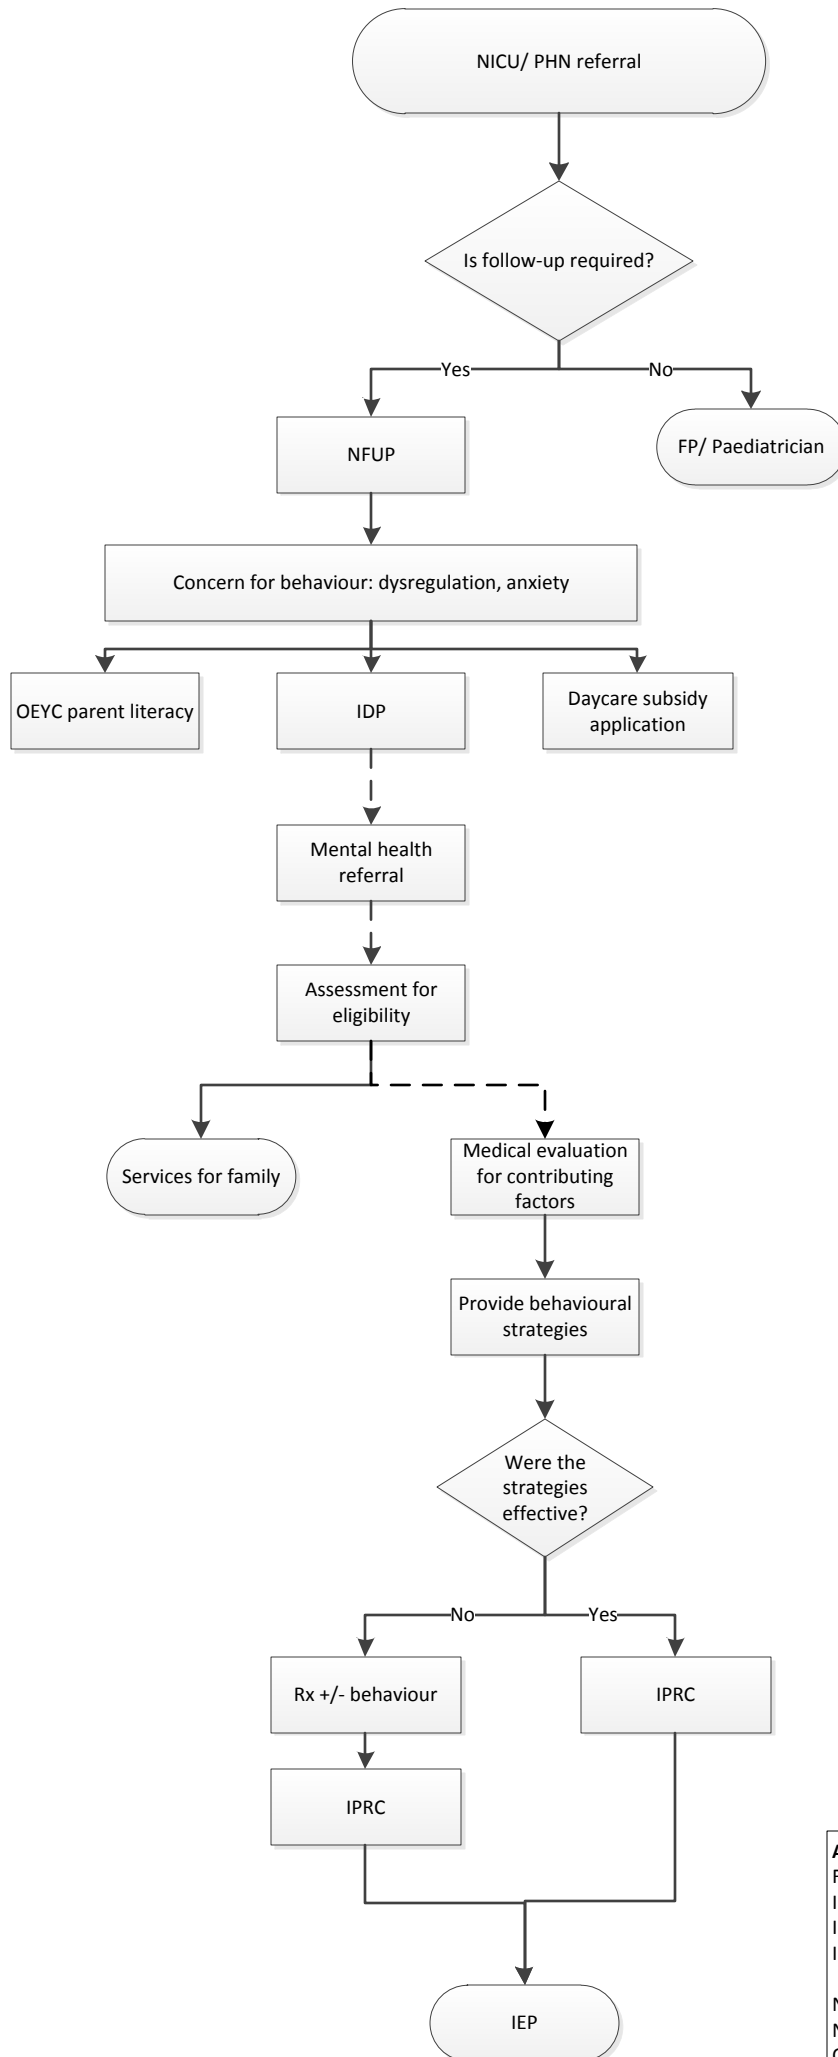 NICU/ PHN referral
Is follow-up required?
Yes
No
NFUP
FP/ Paediatrician
Concern for behaviour: dysregulation, anxiety
OEYC parent literacy
IDP
Daycare subsidy
application
Mental health
referral
Assessment for
eligibility
Services for family
Medical evaluation
for contributing
factors
Provide behavioural
strategies
Were the
strategies
effective?
No
Yes
Rx +/- behaviour
IPRC
IPRC
IEP